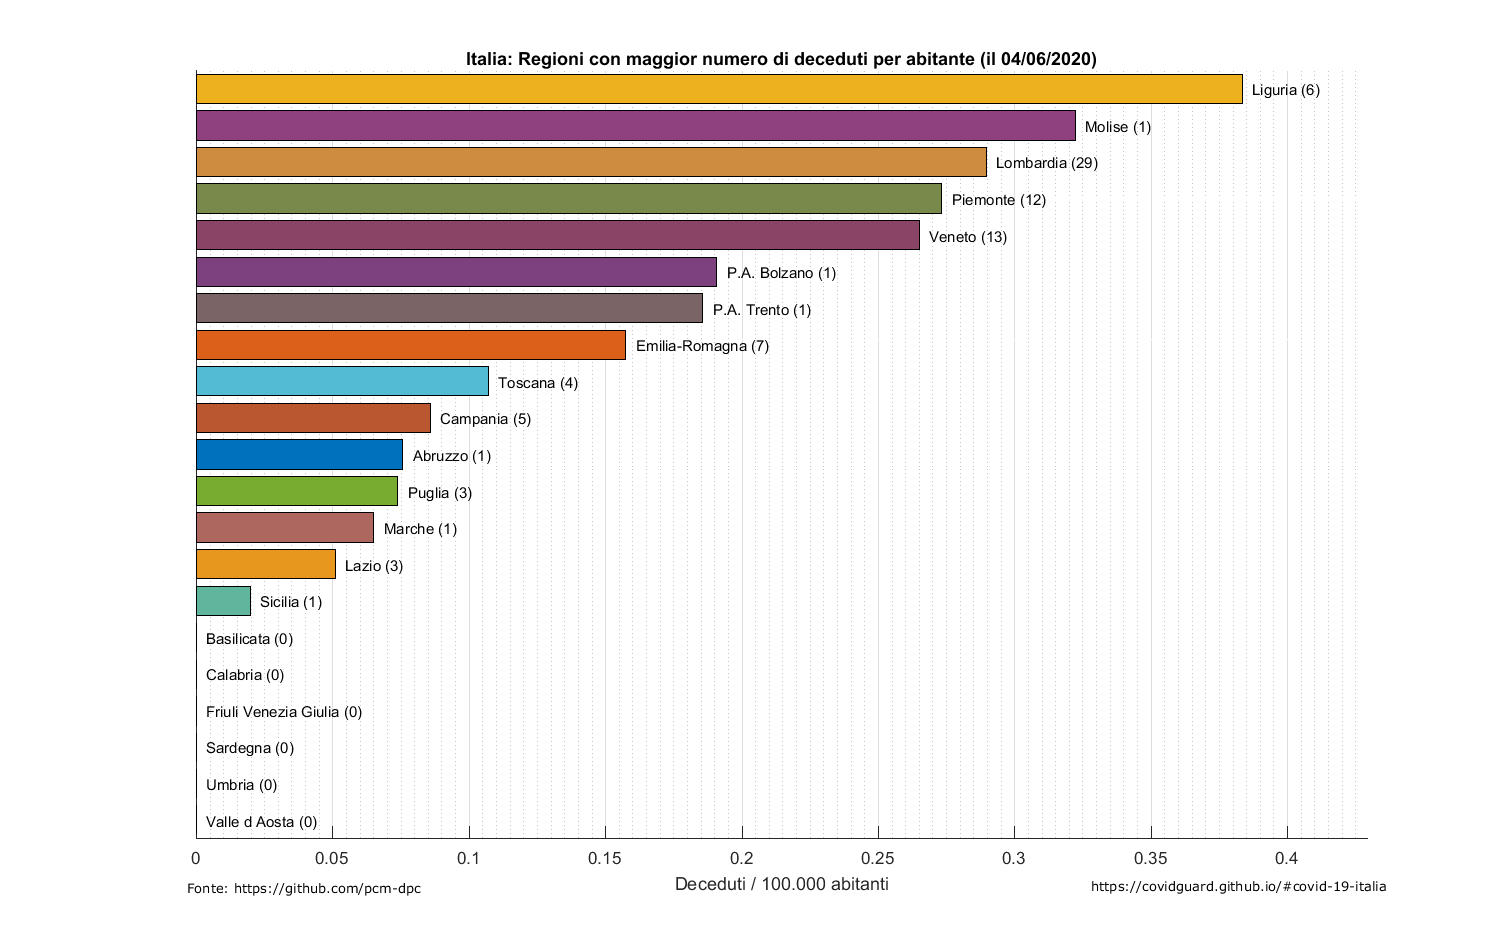 Italia: Regioni con maggior numero di deceduti per abitante (il 04/06/2020)
Liguria (6)
Molise (1)
Lombardia (29)
Piemonte (12)
Veneto (13)
P.A. Bolzano (1)
P.A. Trento (1)
Emilia-Romagna (7)
Toscana (4)
Campania (5)
Abruzzo (1)
Puglia (3)
Marche (1)
Lazio (3)
Sicilia (1)
Basilicata (0)
Calabria (0)
Friuli Venezia Giulia (0)
Sardegna (0)
Umbria (0)
Valle d Aosta (0)
0 0.05 0.1 0.15 0.2 0.25 0.3 0.35 0.4
Deceduti / 100.000 abitanti
Fonte: https://github.com/pcm-dpc
https://covidguard.github.io/#covid-19-italia